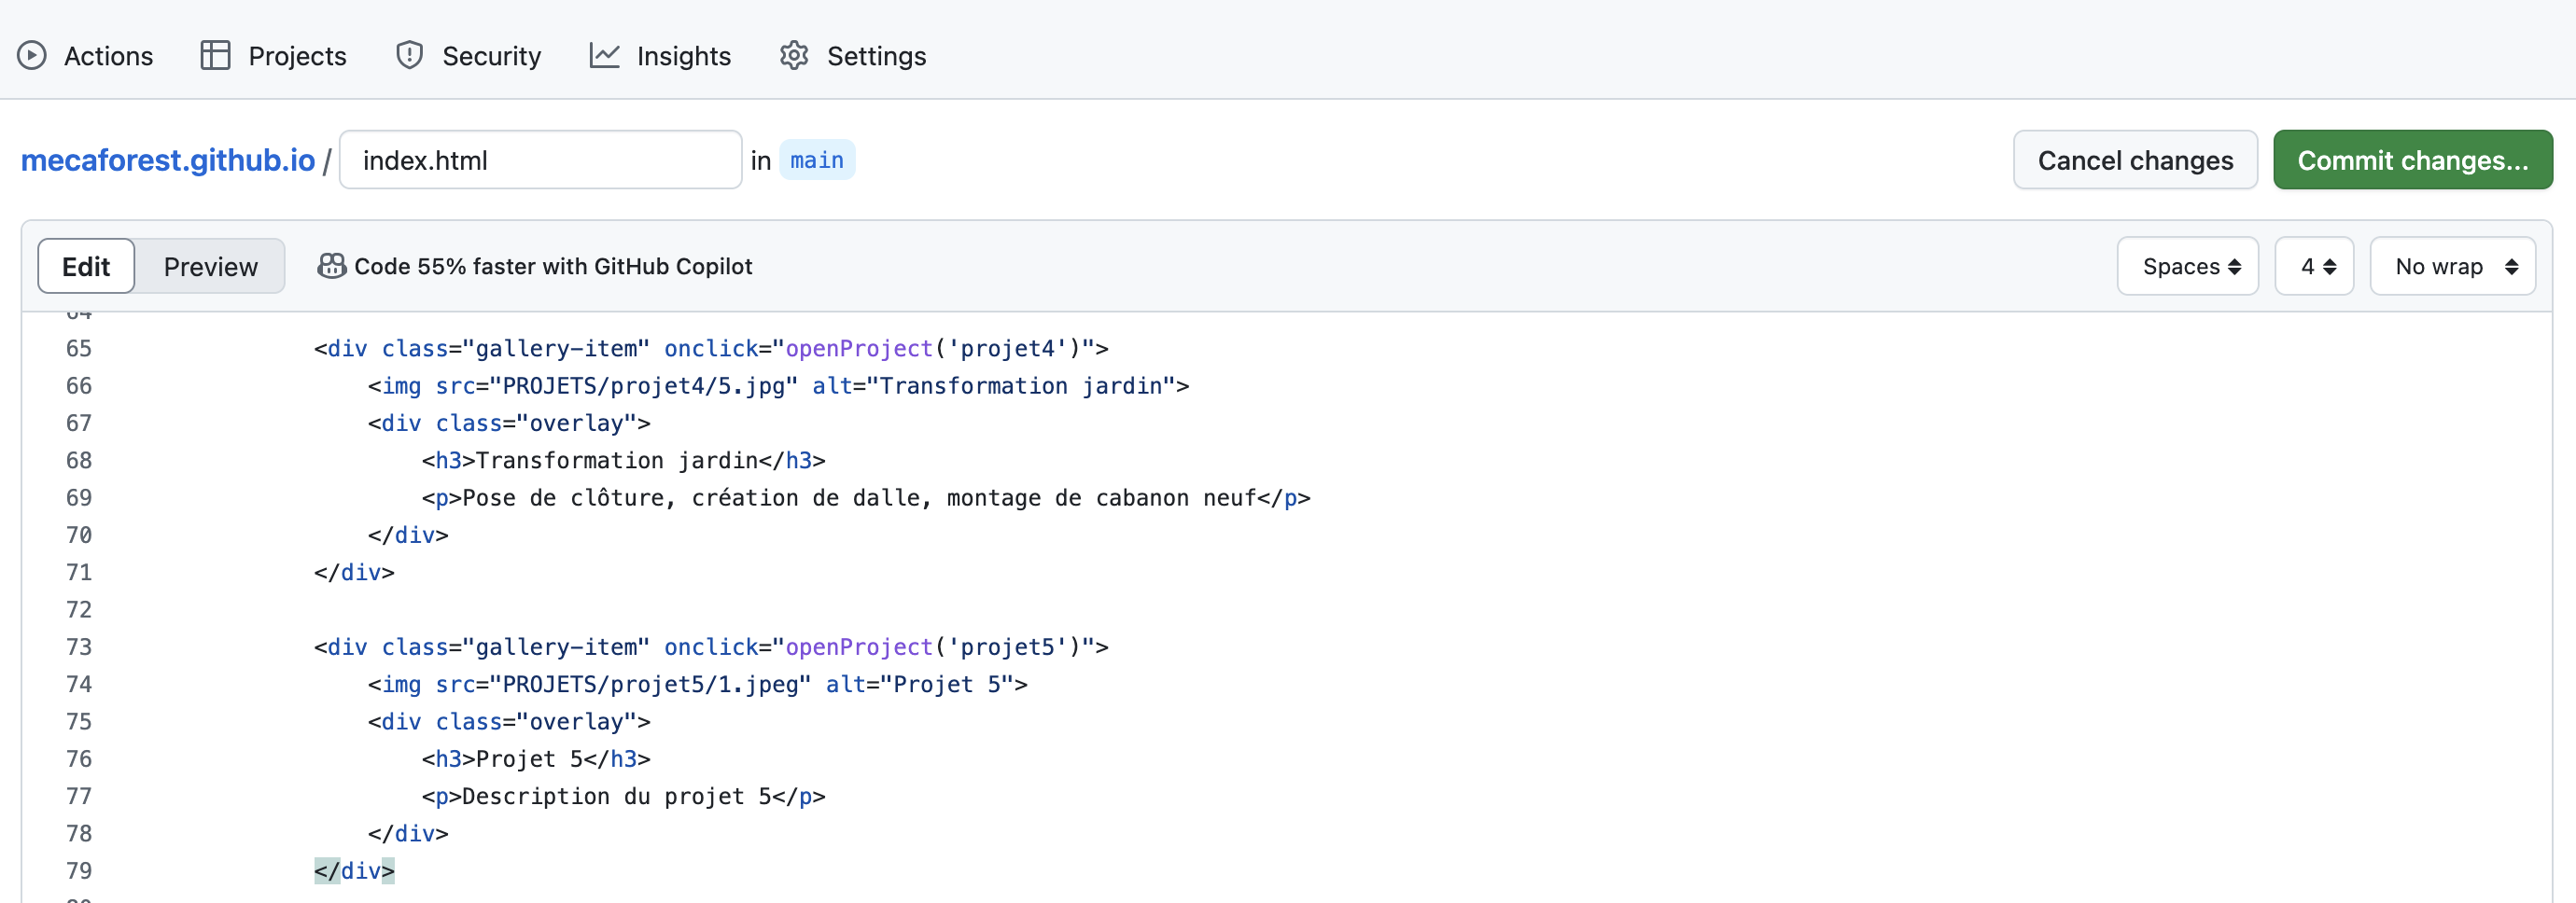 Actions Projects Security Insights Settings
mecaforest.github.io / index.html in main Cancel changes Commit changes...
Edit Preview Code 55% faster with GitHub Copilot Spaces 4 No wrap
64
65 <div class="gallery-item" onclick="openProject('projet4')">
66 <img src="PROJETS/projet4/5.jpg" alt="Transformation jardin">
67 <div class="overlay">
68 <h3>Transformation jardin</h3>
69 <p>Pose de clôture, création de dalle, montage de cabanon neuf</p>
70 </div>
71 </div>
72
73 <div class="gallery-item" onclick="openProject('projet5')">
74 <img src="PROJETS/projet5/1.jpeg" alt="Projet 5">
75 <div class="overlay">
76 <h3>Projet 5</h3>
77 <p>Description du projet 5</p>
78 </div>
79 </div>